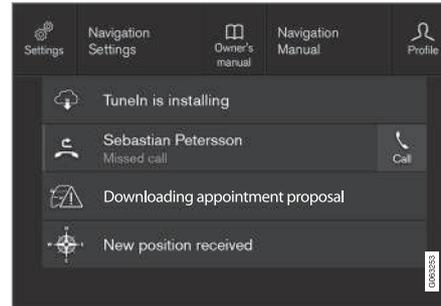 Settings
Navigation
Settings
Owner's
manual
Navigation
Manual
Profile
TuneIn is installing
Sebastian Petersson
Missed call
Call
Downloading appointment proposal
New position received
G063253